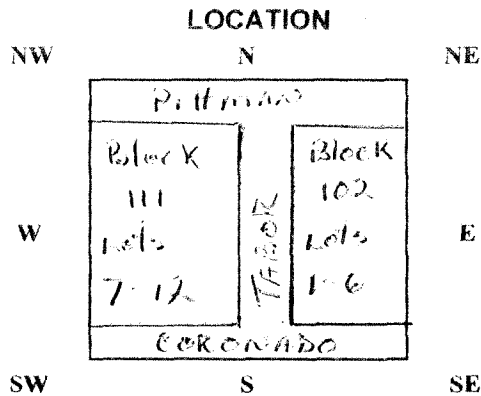 LOCATION
NW N NE
Pittman
Block
111
Lots
7-12
TABOR
Block
102
Lots
1-6
W E
CORONADO
SW S SE